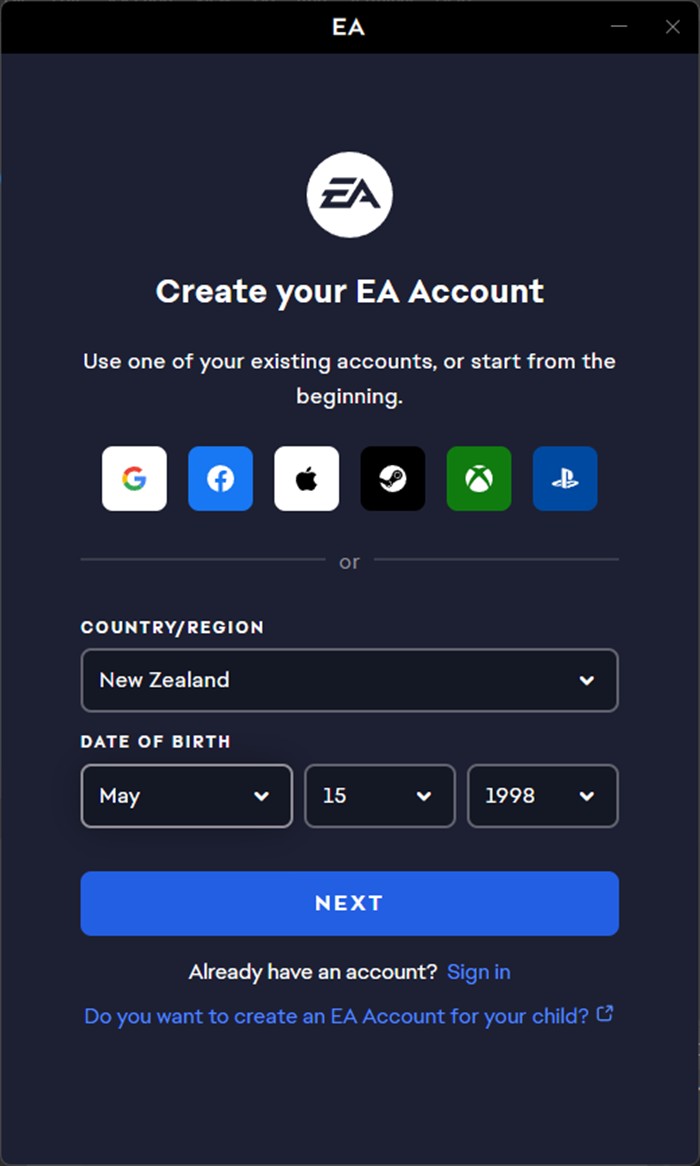 EA
EA
Create your EA Account
Use one of your existing accounts, or start from the
beginning.
or
COUNTRY/REGION
New Zealand
DATE OF BIRTH
May 15 1998
NEXT
Already have an account? Sign in
Do you want to create an EA Account for your child?